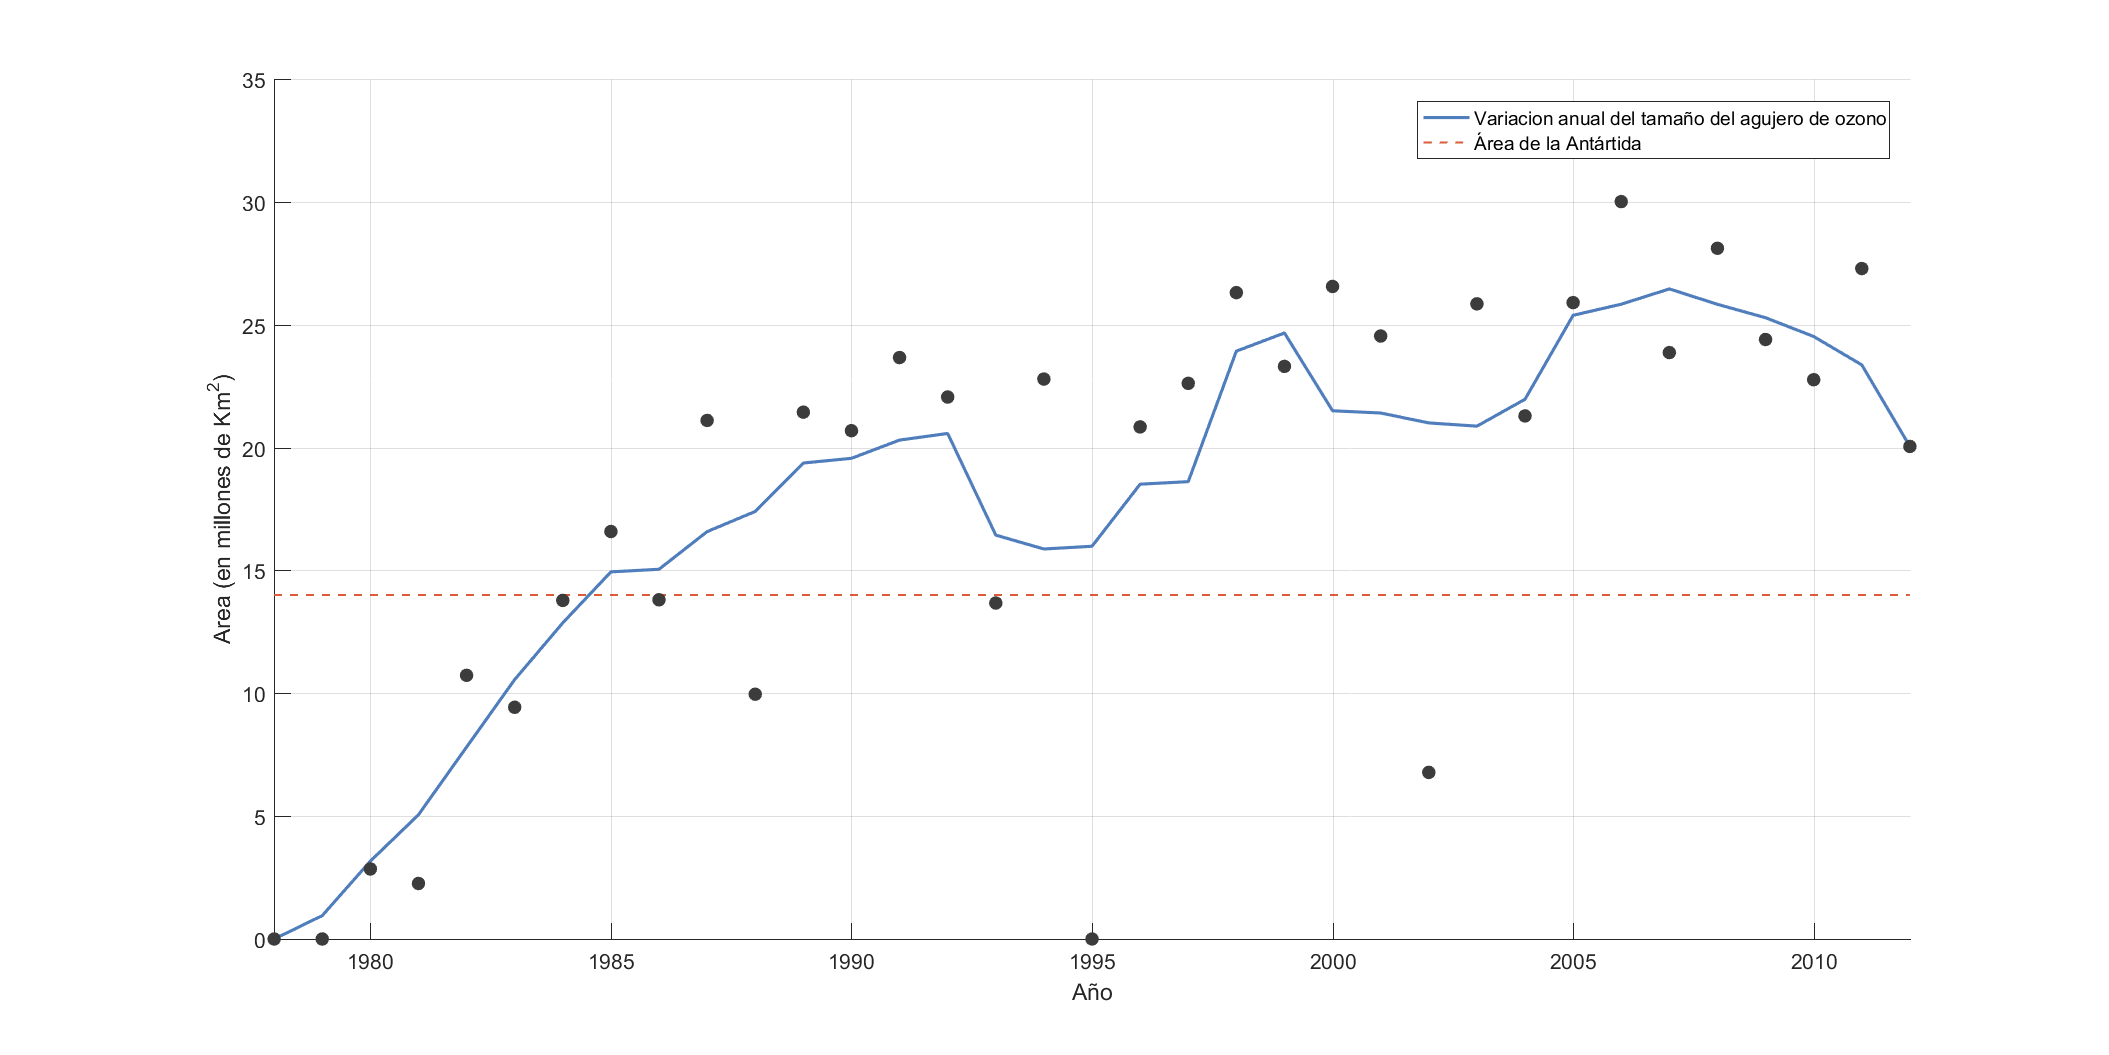 35
30
25
20
15
10
5
0
Area (en millones de Km²)
Variacion anual del tamaño del agujero de ozono
Área de la Antártida
1980 1985 1990 1995 2000 2005 2010
Año